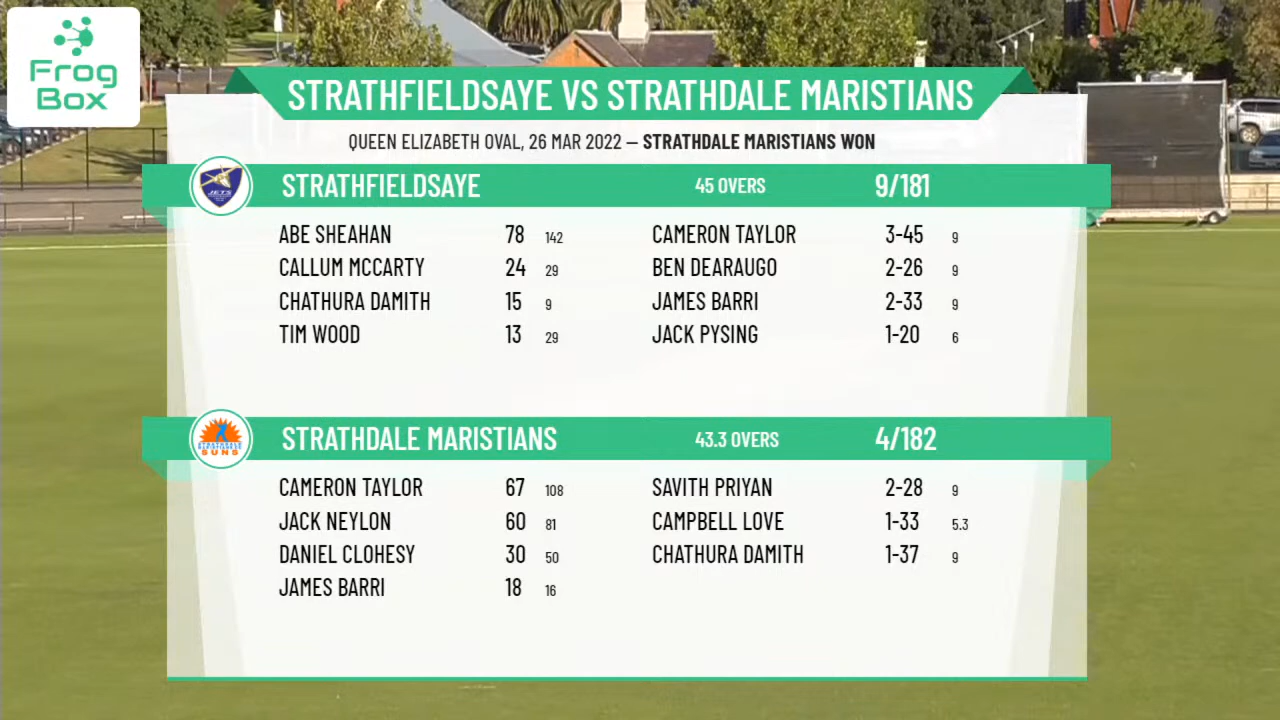 Frog
Box
STRATHFIELDSAYE VS STRATHDALE MARISTIANS
QUEEN ELIZABETH OVAL, 26 MAR 2022 – STRATHDALE MARISTIANS WON
JETS
STRATHFIELDSAYE 45 OVERS 9/181
ABE SHEAHAN 78 142 CAMERON TAYLOR 3-45 9
CALLUM MCCARTY 24 29 BEN DEARAUGO 2-26 9
CHATHURA DAMITH 15 9 JAMES BARRI 2-33 9
TIM WOOD 13 29 JACK PYSING 1-20 6
SUNS
STRATHDALE MARISTIANS 43.3 OVERS 4/182
CAMERON TAYLOR 67 108 SAVITH PRIYAN 2-28 9
JACK NEYLON 60 81 CAMPBELL LOVE 1-33 5.3
DANIEL CLOHESY 30 50 CHATHURA DAMITH 1-37 9
JAMES BARRI 18 16